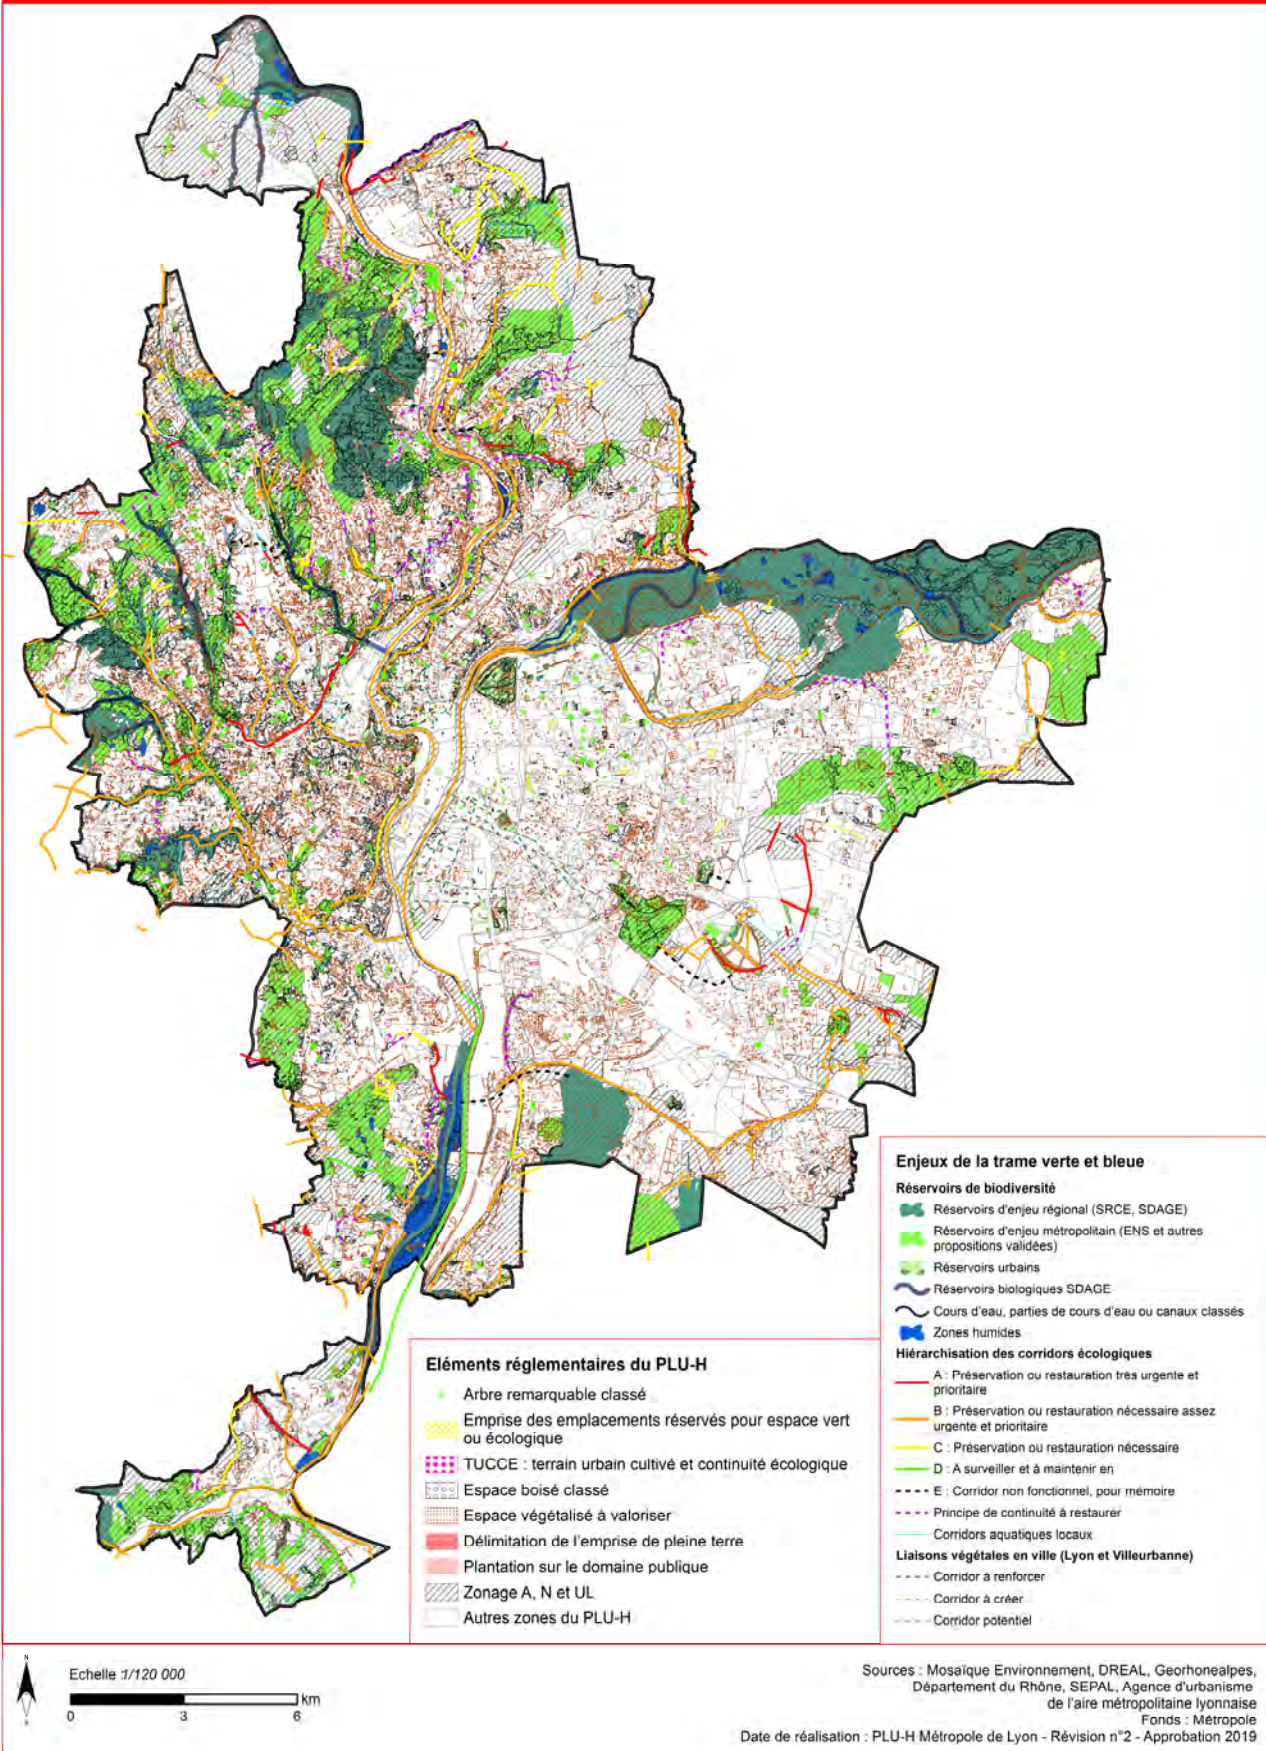 Enjeux de la trame verte et bleue
Réservoirs de biodiversité
Réservoirs d'enjeu régional (SRCE, SDAGE)
Réservoirs d'enjeu métropolitain (ENS et autres
propositions validées)
Réservoirs urbains
Réservoirs biologiques SDAGE
Cours d'eau, parties de cours d'eau ou canaux classés
Zones humides
Hiérarchisation des corridors écologiques
A : Préservation ou restauration très urgente et
prioritaire
B : Préservation ou restauration nécessaire assez
urgente et prioritaire
C : Préservation ou restauration nécessaire
D : A surveiller et à maintenir en
E : Corridor non fonctionnel, pour mémoire
Principe de continuité à restaurer
Corridors aquatiques locaux
Liaisons végétales en ville (Lyon et Villeurbanne)
Corridor à renforcer
Corridor à créer
Corridor potentiel
Eléments réglementaires du PLU-H
Arbre remarquable classé
Emprise des emplacements réservés pour espace vert
ou écologique
TUCCE : terrain urbain cultivé et continuité écologique
Espace boisé classé
Espace végétalisé à valoriser
Délimitation de l'emprise de pleine terre
Plantation sur le domaine publique
Zonage A, N et UL
Autres zones du PLU-H
N
Echelle 1/120 000
km
0 3 6
Sources : Mosaïque Environnement, DREAL, Georhonealpes,
Département du Rhône, SEPAL, Agence d'urbanisme
de l'aire métropolitaine lyonnaise
Fonds : Métropole
Date de réalisation : PLU-H Métropole de Lyon - Révision n°2 - Approbation 2019